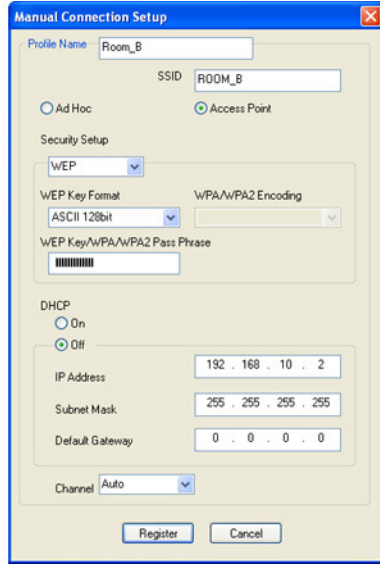 Manual Connection Setup
Profile Name Room_B
SSID ROOM_B
Ad Hoc Access Point
Security Setup
WEP
WEP Key Format WPA/WPA2 Encoding
ASCII 128bit
WEP Key/WPA/WPA2 Pass Phrase
DHCP
On
Off
IP Address 192 . 168 . 10 . 2
Subnet Mask 255 . 255 . 255 . 255
Default Gateway 0 . 0 . 0 . 0
Channel Auto
Register Cancel